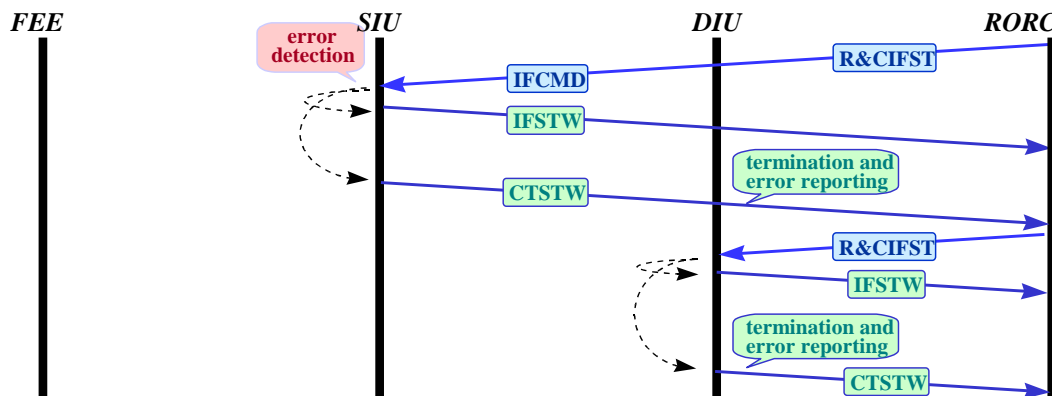 FEE SIU DIU RORC
error
detection
R&CIFST
IFCMD
IFSTW
termination and
error reporting
CTSTW
R&CIFST
IFSTW
termination and
error reporting
CTSTW